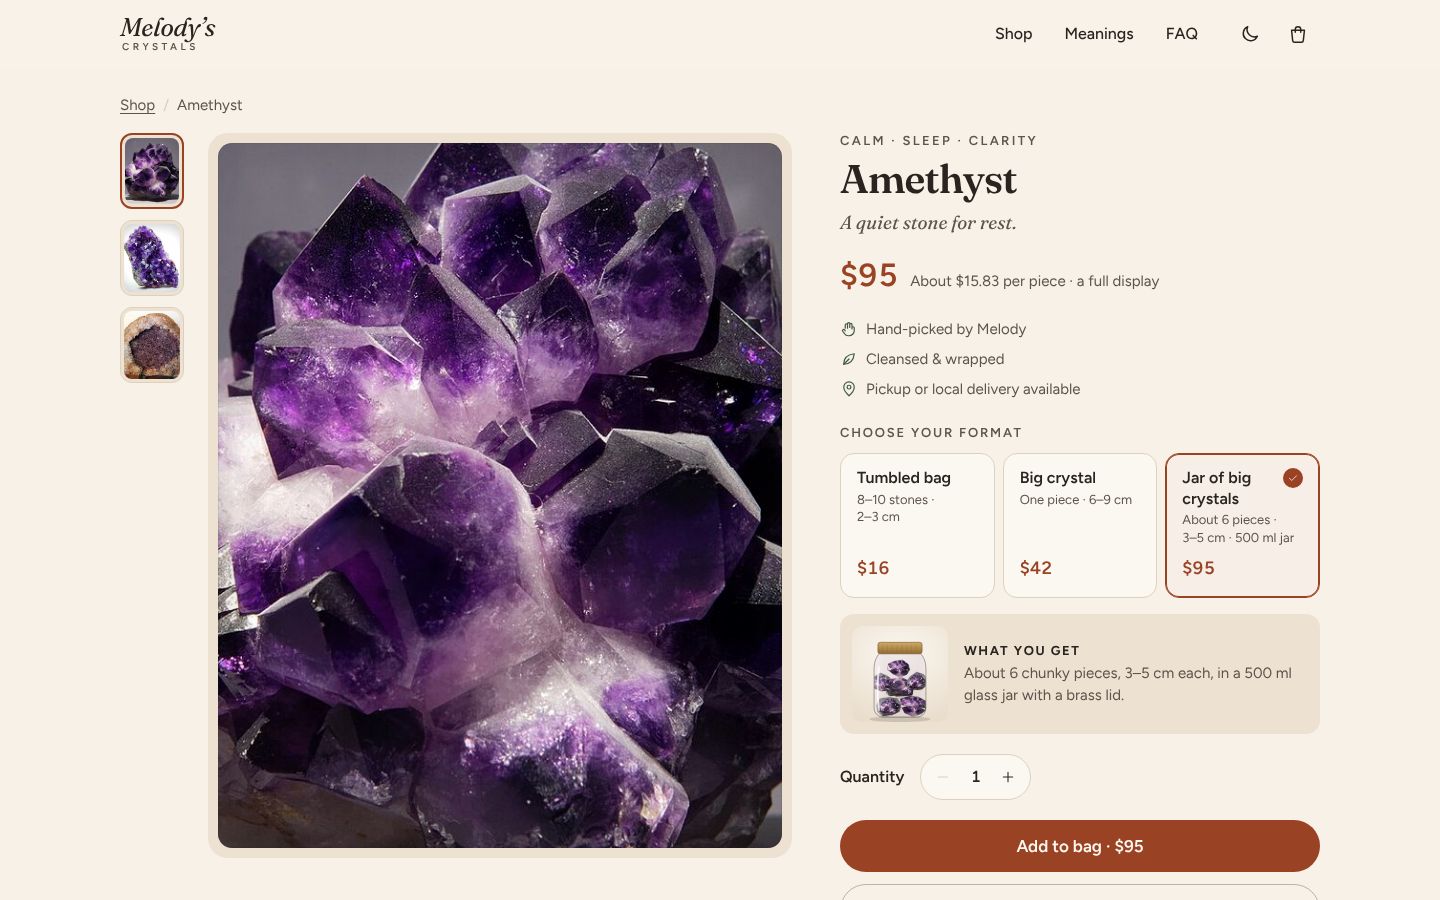 Melody’s
CRYSTALS
Shop
Meanings
FAQ
Shop / Amethyst
CALM · SLEEP · CLARITY
Amethyst
A quiet stone for rest.
$95
About $15.83 per piece · a full display
Hand-picked by Melody
Cleansed & wrapped
Pickup or local delivery available
CHOOSE YOUR FORMAT
Tumbled bag
8–10 stones ·
2–3 cm
$16
Big crystal
One piece · 6–9 cm
$42
Jar of big
crystals
About 6 pieces ·
3–5 cm · 500 ml jar
$95
WHAT YOU GET
About 6 chunky pieces, 3–5 cm each, in a 500 ml
glass jar with a brass lid.
Quantity
1
Add to bag · $95